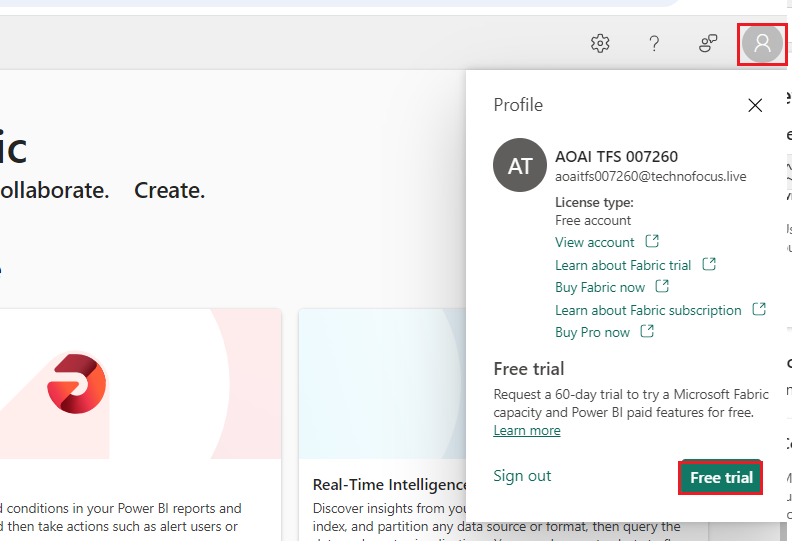 ic
ollaborate. Create.
Profile
AT
AOAI TFS 007260
aoaitfs007260@technofocus.live
License type:
Free account
View account
Learn about Fabric trial
Buy Fabric now
Learn about Fabric subscription
Buy Pro now
Free trial
Request a 60-day trial to try a Microsoft Fabric
capacity and Power BI paid features for free.
Learn more
Sign out
Free trial
d conditions in your Power BI reports and
d then take actions such as alert users or
Real-Time Intelligence
Discover insights from you
index, and partition any data source or format, then query the